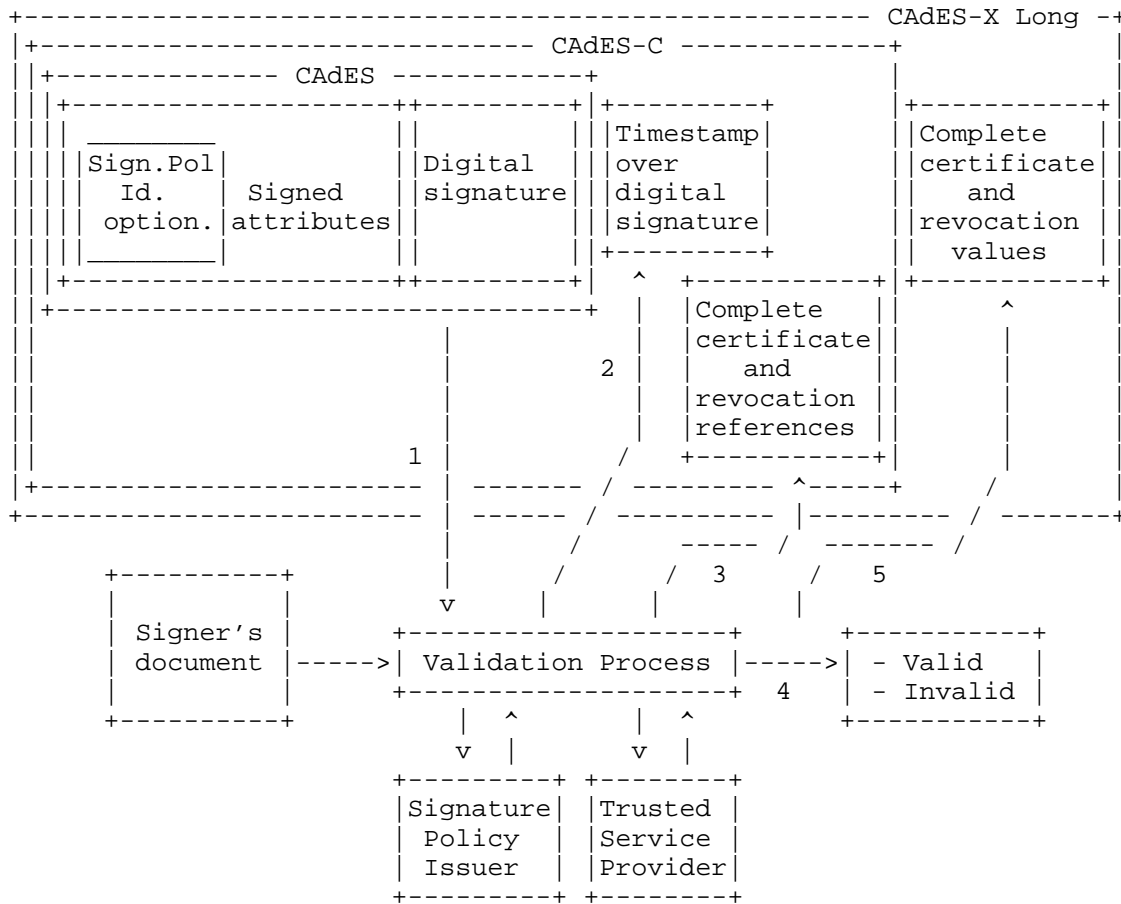 CAdES-X Long
CAdES-C
CAdES
Timestamp Complete
Sign.Pol Digital over certificate
Id. Signed signature digital and
option. attributes signature revocation
values
Complete
certificate
2 and
revocation
references
1
3 5
Signer's
document Validation Process - Valid
4 - Invalid
Signature Trusted
Policy Service
Issuer Provider